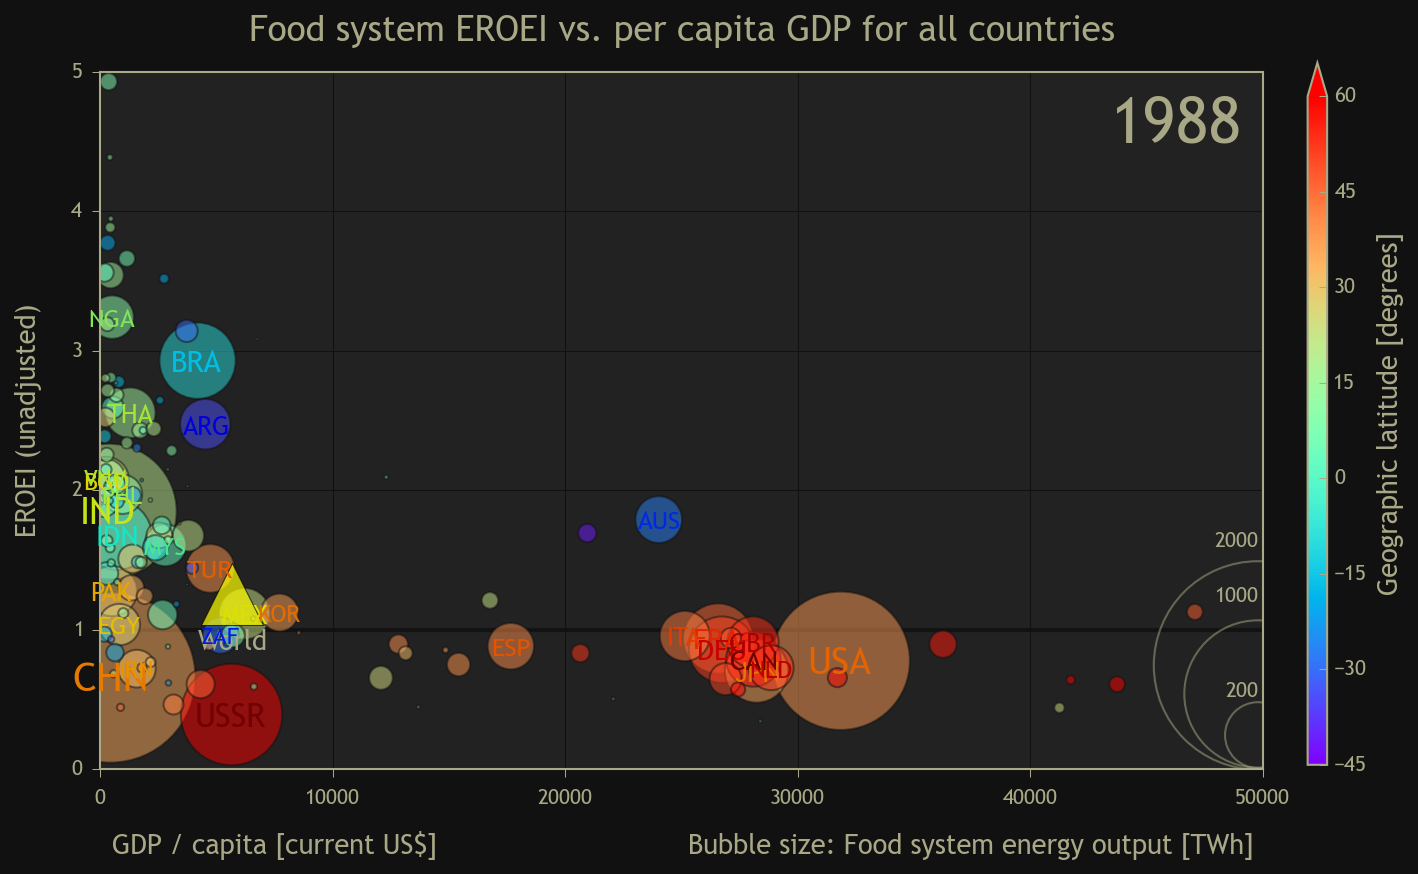 Food system EROEI vs. per capita GDP for all countries
1988
5
4
3
2
1
0
EROEI (unadjusted)
NGA
BRA
THA
ARG
IND
IDN
MYS
AUS
TUR
PAK
EGY
KOR
ZAF
World
ESP
ITA
GBR
DEU
CAN
USA
CHN
USSR
2000
1000
200
0
10000
20000
30000
40000
50000
GDP / capita [current US$]
Bubble size: Food system energy output [TWh]
60
45
30
15
0
−15
−30
−45
Geographic latitude [degrees]